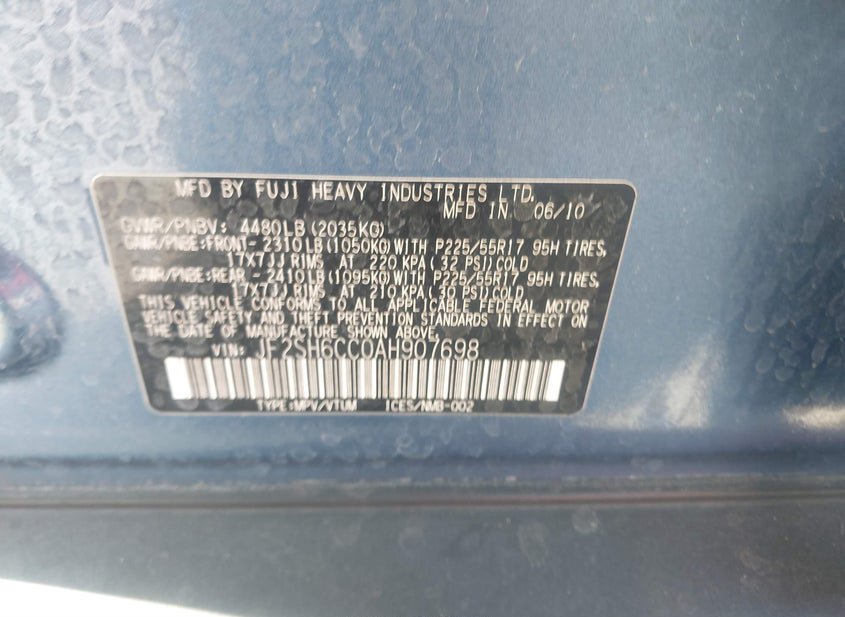 MFD BY FUJI HEAVY INDUSTRIES LTD.
MFD IN 06/10
GVWR/PNBV: 4480LB(2035KG)
GAWR/PNBE:FRONT-2310LB(1050KG)WITH P225/55R17 95H TIRES,
17X7JJ RIMS AT 220 KPA(32 PSI)COLD
GAWR/PNBE:REAR -2410LB(1095KG)WITH P225/55R17 95H TIRES,
17X7JJ RIMS AT 210 KPA(30 PSI)COLD
THIS VEHICLE CONFORMS TO ALL APPLICABLE FEDERAL MOTOR
VEHICLE SAFETY AND THEFT PREVENTION STANDARDS IN EFFECT ON
THE DATE OF MANUFACTURE SHOWN ABOVE.
VIN: JF2SH6CC0AH907698
TYPE:MPV/VTUM ICES/NMB-002